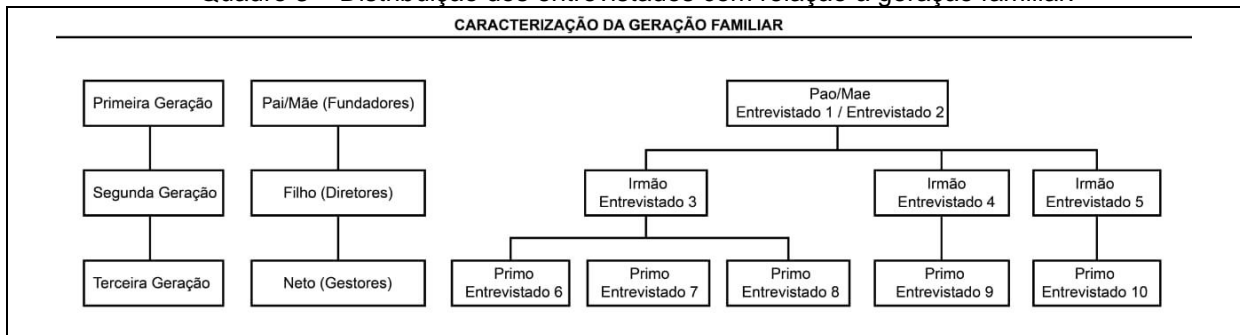 CARACTERIZAÇÃO DA GERAÇÃO FAMILIAR
Primeira Geração
Pai/Mãe (Fundadores)
Pao/Mae
Entrevistado 1 / Entrevistado 2
Segunda Geração
Filho (Diretores)
Irmão
Entrevistado 3
Irmão
Entrevistado 4
Irmão
Entrevistado 5
Terceira Geração
Neto (Gestores)
Primo
Entrevistado 6
Primo
Entrevistado 7
Primo
Entrevistado 8
Primo
Entrevistado 9
Primo
Entrevistado 10